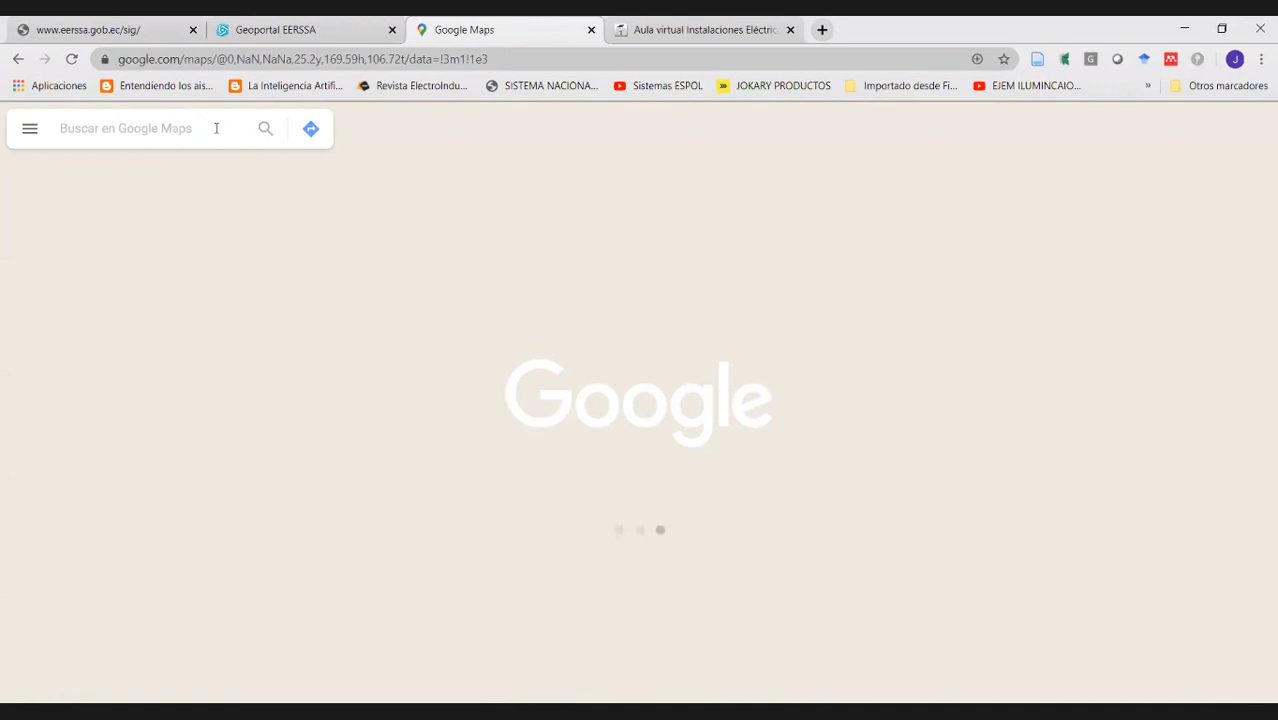 www.eerssa.gob.ec/sig/
Geoportal EERSSA
Google Maps
Aula virtual Instalaciones Eléctric
google.com/maps/@0,NaN,NaNa,25.2y,169.59h,106.72t/data=!3m1!1e3
J
Aplicaciones
Entendiendo los ais...
La Inteligencia Artifi...
Revista ElectroIndu...
SISTEMA NACIONA...
Sistemas ESPOL
JOKARY PRODUCTOS
Importado desde Fi...
EJEM ILUMINCAIO...
»
Otros marcadores
Buscar en Google Maps
Google